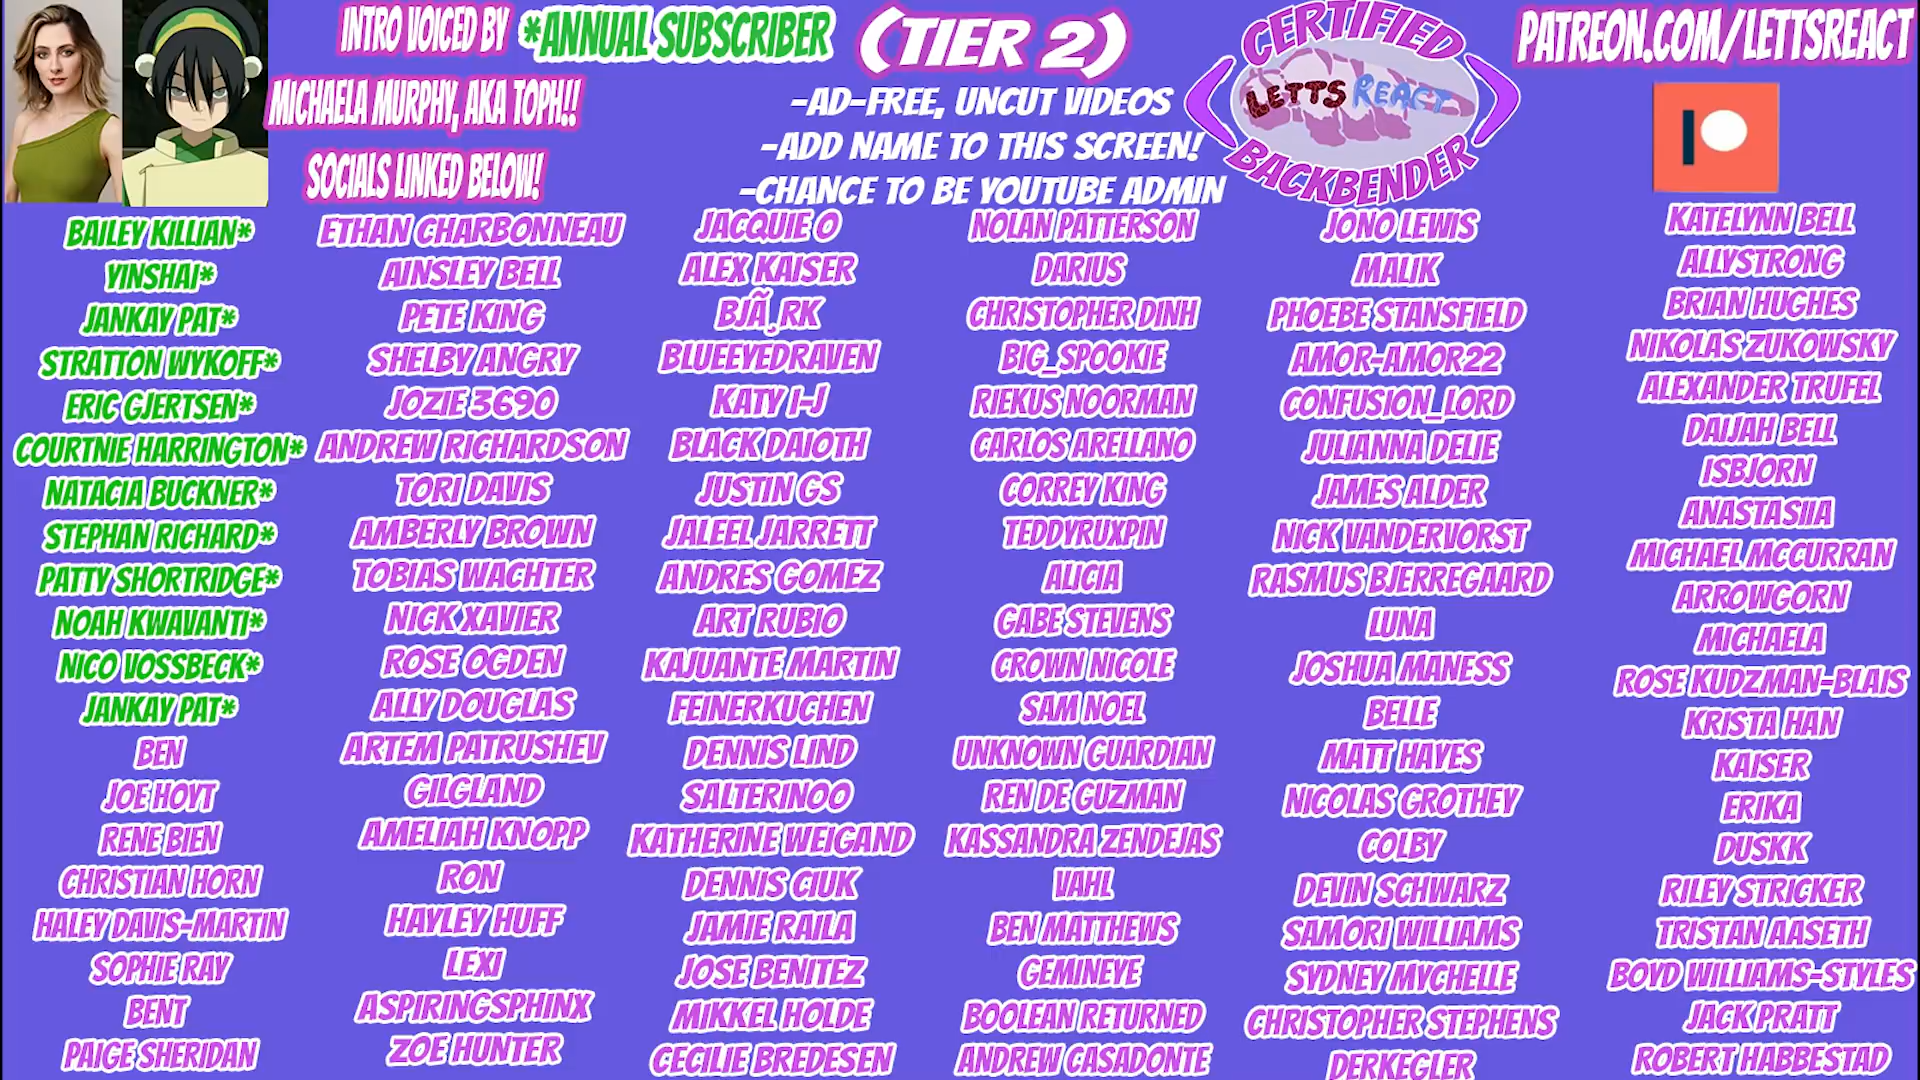 INTRO VOICED BY
MICHAELA MURPHY, AKA TOPH!!
SOCIALS LINKED BELOW!
*ANNUAL SUBSCRIBER
(TIER 2)
-AD-FREE, UNCUT VIDEOS
-ADD NAME TO THIS SCREEN!
-CHANCE TO BE YOUTUBE ADMIN
CERTIFIED
LETTS REACT
BACKBENDER
PATREON.COM/LETTSREACT
BAILEY KILLIAN*
YINSHAI*
JANKAY PAT*
STRATTON WYKOFF*
ERIC GJERTSEN*
COURTNIE HARRINGTON*
NATACIA BUCKNER*
STEPHAN RICHARD*
PATTY SHORTRIDGE*
NOAH KWAVANTI*
NICO VOSSBECK*
JANKAY PAT*
BEN
JOE HOYT
RENE BIEN
CHRISTIAN HORN
HALEY DAVIS-MARTIN
SOPHIE RAY
BENT
PAIGE SHERIDAN
ETHAN CHARBONNEAU
AINSLEY BELL
PETE KING
SHELBY ANGRY
JOZIE 3690
ANDREW RICHARDSON
TORI DAVIS
AMBERLY BROWN
TOBIAS WACHTER
NICK XAVIER
ROSE OGDEN
ALLY DOUGLAS
ARTEM PATRUSHEV
GILGLAND
AMELIAH KNOPP
RON
HAYLEY HUFF
LEXI
ASPIRINGSPHINX
ZOE HUNTER
JACQUIE O
ALEX KAISER
BJÃ¸RK
BLUEEYEDRAVEN
KATY I-J
BLACK DAIOTH
JUSTIN GS
JALEEL JARRETT
ANDRES GOMEZ
ART RUBIO
KAJUANTE MARTIN
FEINERKUCHEN
DENNIS LIND
SALTERINOO
KATHERINE WEIGAND
DENNIS CIUK
JAMIE RAILA
JOSE BENITEZ
MIKKEL HOLDE
CECILIE BREDESEN
NOLAN PATTERSON
DARIUS
CHRISTOPHER DINH
BIG_SPOOKIE
RIEKUS NOORMAN
CARLOS ARELLANO
CORREY KING
TEDDYRUXPIN
ALICIA
GABE STEVENS
CROWN NICOLE
SAM NOEL
UNKNOWN GUARDIAN
REN DE GUZMAN
KASSANDRA ZENDEJAS
VAHL
BEN MATTHEWS
GEMINEYE
BOOLEAN RETURNED
ANDREW CASADONTE
JONO LEWIS
MALIK
PHOEBE STANSFIELD
AMOR-AMOR22
CONFUSION_LORD
JULIANNA DELIE
JAMES ALDER
NICK VANDERVORST
RASMUS BJERREGAARD
LUNA
JOSHUA MANESS
BELLE
MATT HAYES
NICOLAS GROTHEY
COLBY
DEVIN SCHWARZ
SAMORI WILLIAMS
SYDNEY MYCHELLE
CHRISTOPHER STEPHENS
DERKEGLER
KATELYNN BELL
ALLYSTRONG
BRIAN HUGHES
NIKOLAS ZUKOWSKY
ALEXANDER TRUFEL
DAIJAH BELL
ISBJORN
ANASTASIIA
MICHAEL MCCURRAN
ARROWGORN
MICHAELA
ROSE KUDZMAN-BLAIS
KRISTA HAN
KAISER
ERIKA
DUSKK
RILEY STRICKER
TRISTAN AASETH
BOYD WILLIAMS-STYLES
JACK PRATT
ROBERT HABBESTAD